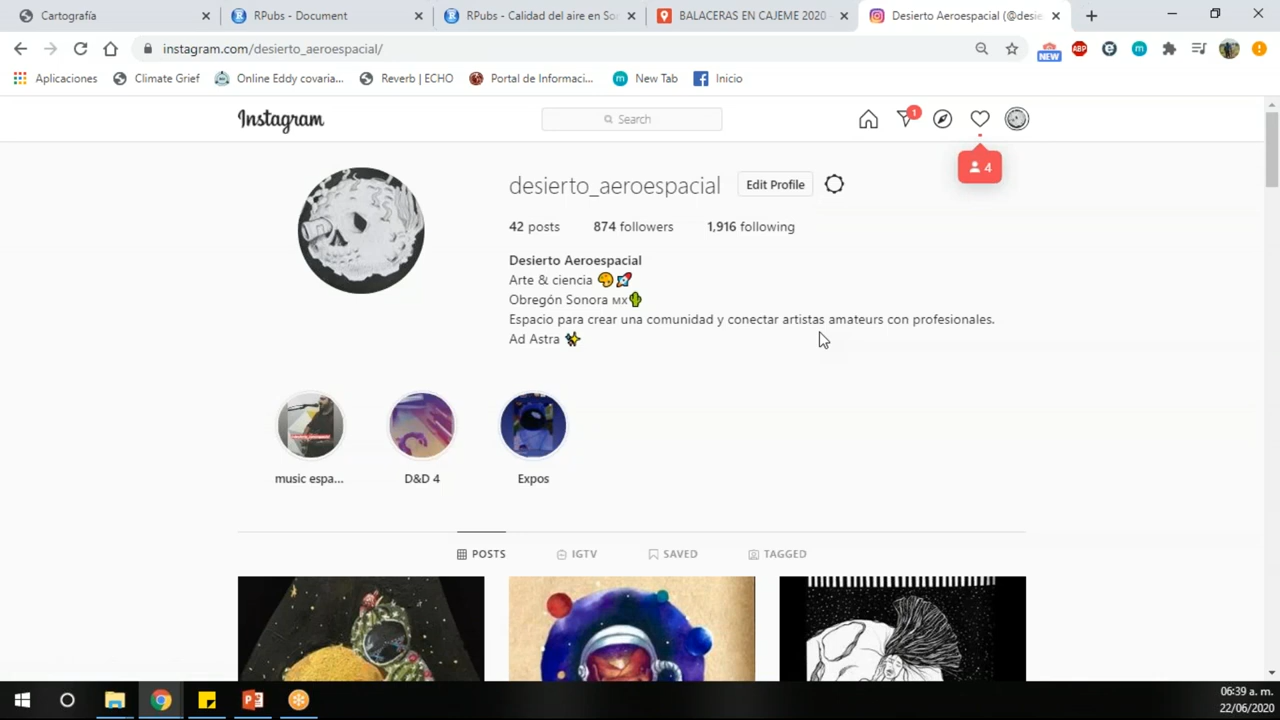 Cartografía
RPubs - Document
RPubs - Calidad del aire en So
BALACERAS EN CAJEME 2020 -
Desierto Aeroespacial (@desie
instagram.com/desierto_aeroespacial/
ABP
NEW
Aplicaciones
Climate Grief
Online Eddy covaria...
Reverb | ECHO
Portal de Informaci...
New Tab
Inicio
Instagram
Search
1
4
desierto_aeroespacial
Edit Profile
42 posts
874 followers
1,916 following
Desierto Aeroespacial
Arte & ciencia 🎨🚀
Obregón Sonora MX🌵
Espacio para crear una comunidad y conectar artistas amateurs con profesionales.
Ad Astra ✨
music espa...
D&D 4
Expos
POSTS
IGTV
SAVED
TAGGED
06:39 a. m.
22/06/2020